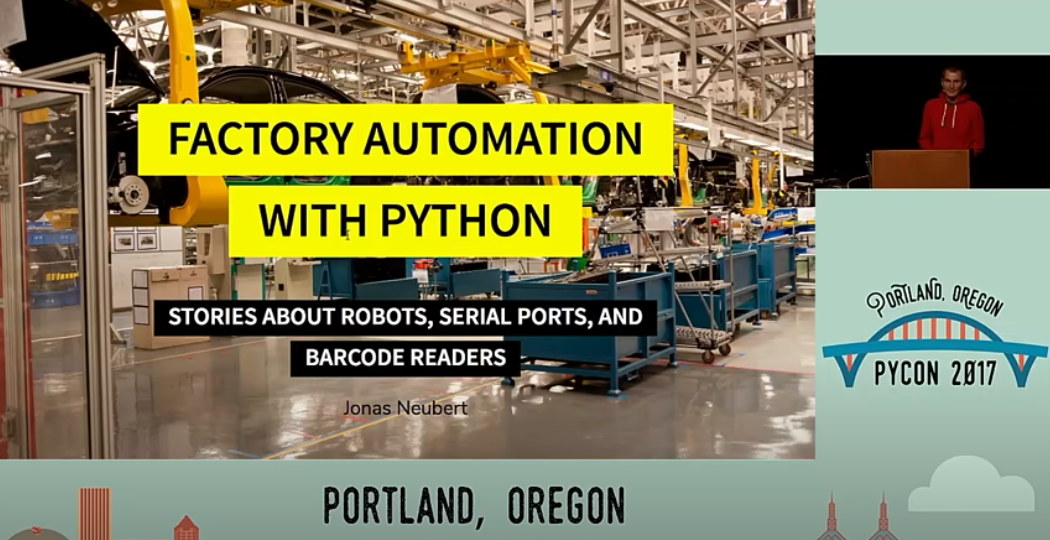 FACTORY AUTOMATION
WITH PYTHON
STORIES ABOUT ROBOTS, SERIAL PORTS, AND
BARCODE READERS
Jonas Neubert
PORTLAND, OREGON
PYCON 2017
PORTLAND, OREGON